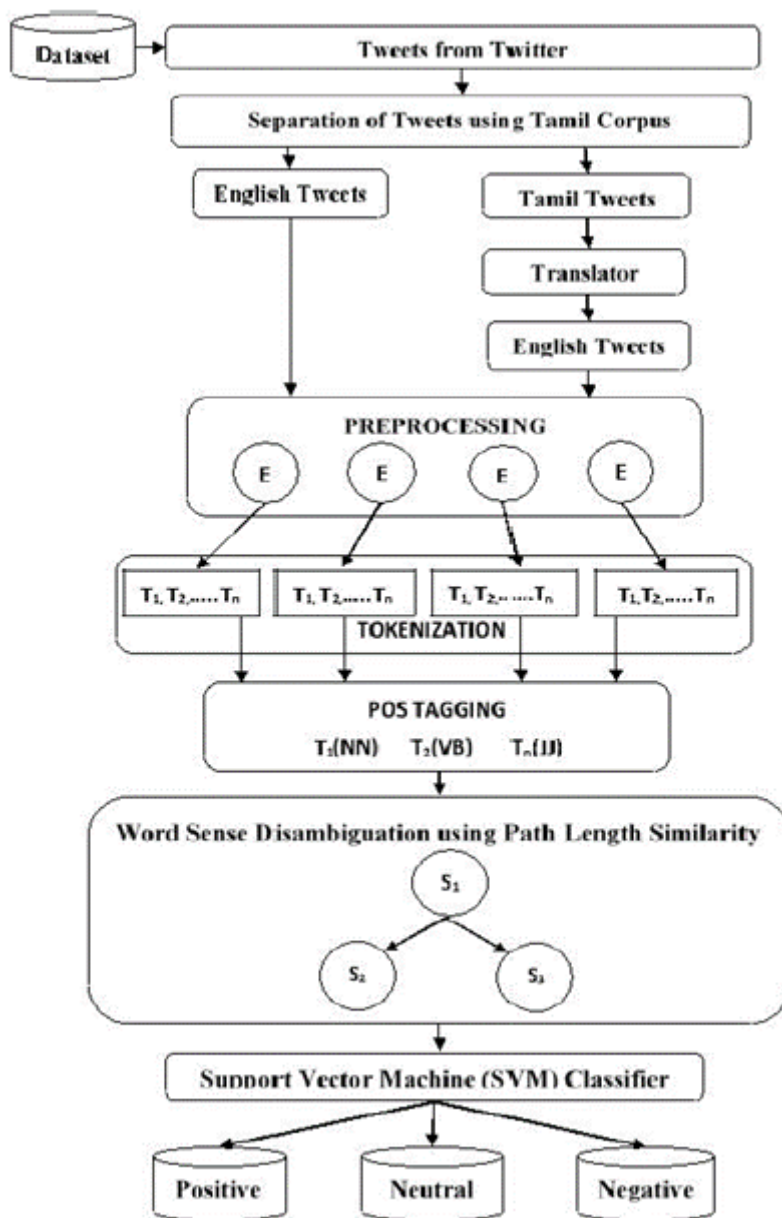 Dataset
Tweets from Twitter
Separation of Tweets using Tamil Corpus
English Tweets
Tamil Tweets
Translator
English Tweets
PREPROCESSING
E E E E
T₁, T₂,.....Tₙ T₁, T₂,.....Tₙ T₁, T₂,.. .....Tₙ T₁, T₂,.....Tₙ
TOKENIZATION
POS TAGGING
T₁(NN) T₂(VB) Tₙ(JJ)
Word Sense Disambiguation using Path Length Similarity
S₁
S₂ S₃
Support Vector Machine (SVM) Classifier
Positive Neutral Negative